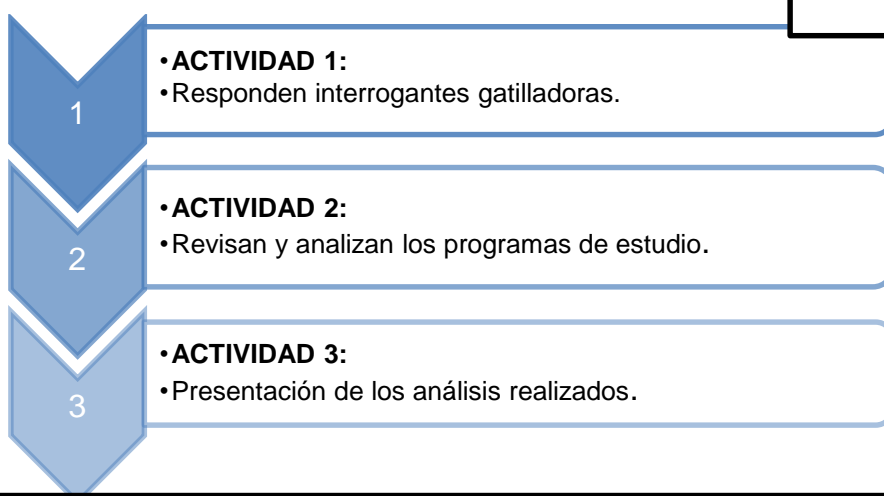 1
•ACTIVIDAD 1:
•Responden interrogantes gatilladoras.
2
•ACTIVIDAD 2:
•Revisan y analizan los programas de estudio.
3
•ACTIVIDAD 3:
•Presentación de los análisis realizados.